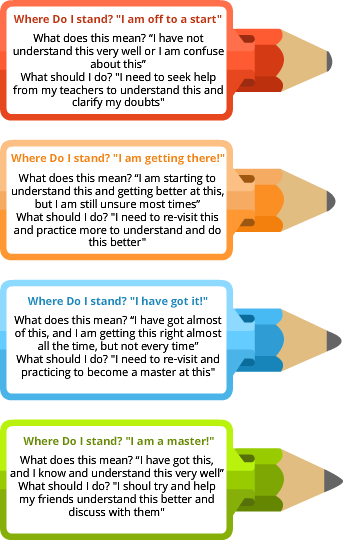 Where Do I stand? "I am off to a start"
What does this mean? “I have not
understand this very well or I am confuse
about this”
What should I do? "I need to seek help
from my teachers to understand this and
clarify my doubts"
Where Do I stand? "I am getting there!"
What does this mean? “I am starting to
understand this and getting better at this,
but I am still unsure most times”
What should I do? "I need to re-visit this
and practice more to understand and do
this better"
Where Do I stand? "I have got it!"
What does this mean? “I have got almost
of this, and I am getting this right almost
all the time, but not every time”
What should I do? "I need to re-visit and
practicing to become a master at this"
Where Do I stand? "I am a master!"
What does this mean? “I have got this,
and I know and understand this very well”
What should I do? "I shoul try and help
my friends understand this better and
discuss with them"